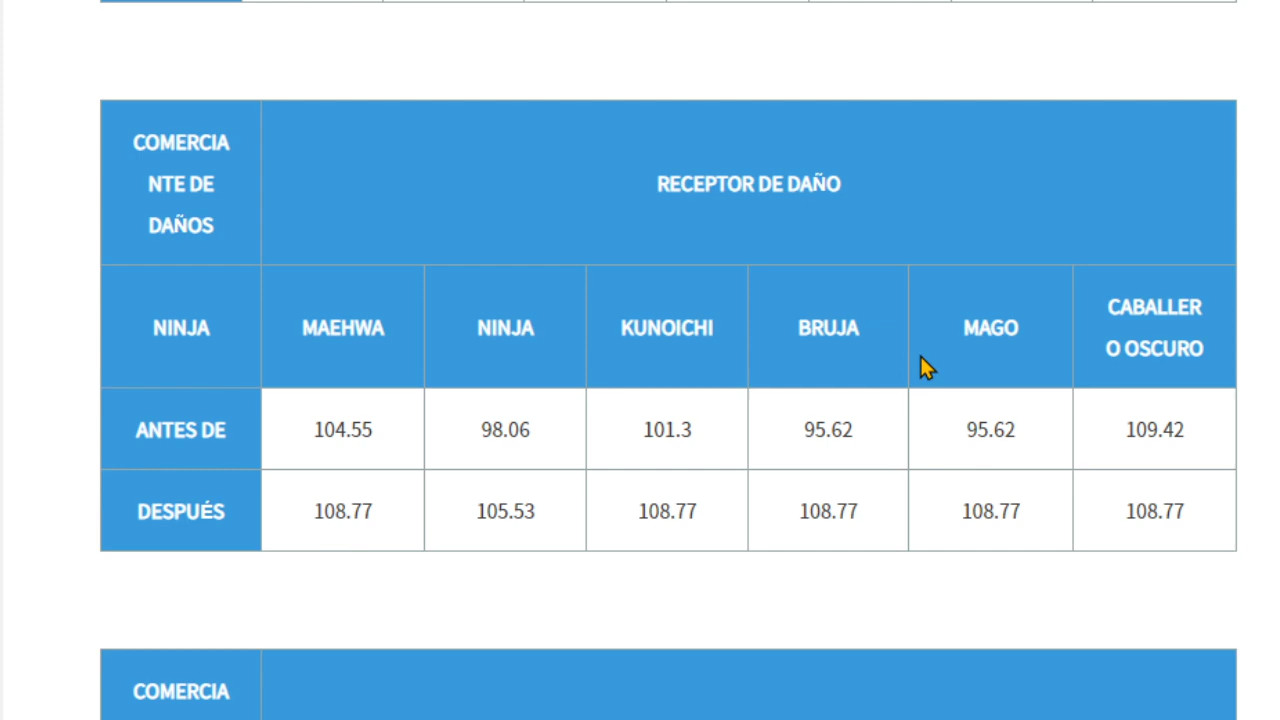 COMERCIA
NTE DE
DAÑOS
RECEPTOR DE DAÑO
NINJA
MAEHWA
NINJA
KUNOICHI
BRUJA
MAGO
CABALLER
O OSCURO
ANTES DE
104.55
98.06
101.3
95.62
95.62
109.42
DESPUÉS
108.77
105.53
108.77
108.77
108.77
108.77
COMERCIA